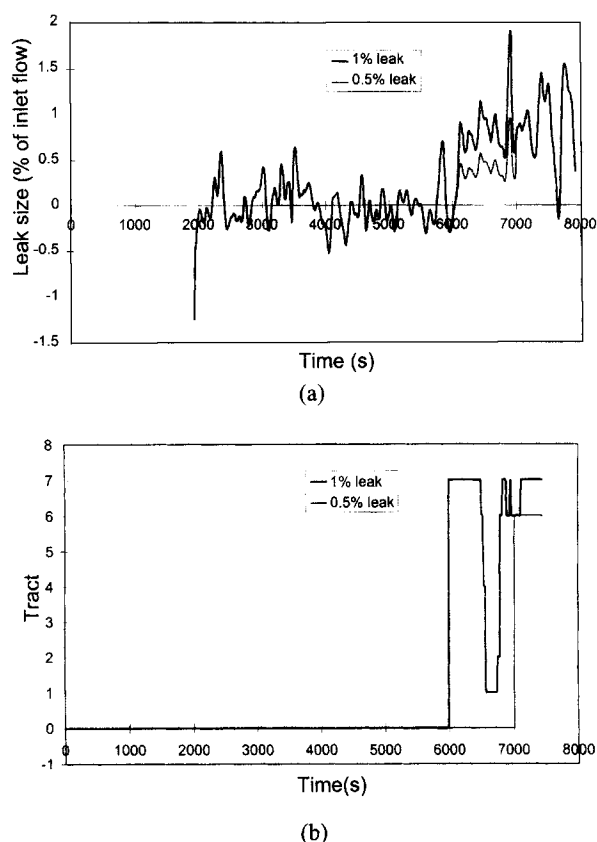 2
1.5
1
0.5
0
-0.5
-1
-1.5
Leak size (% of inlet flow)
1% leak
0.5% leak
0 1000 2000 3000 4000 5000 6000 7000 8000
Time (s)
(a)
8
7
6
5
4
3
2
1
0
-1
Tract
1% leak
0.5% leak
0 1000 2000 3000 4000 5000 6000 7000 8000
Time(s)
(b)